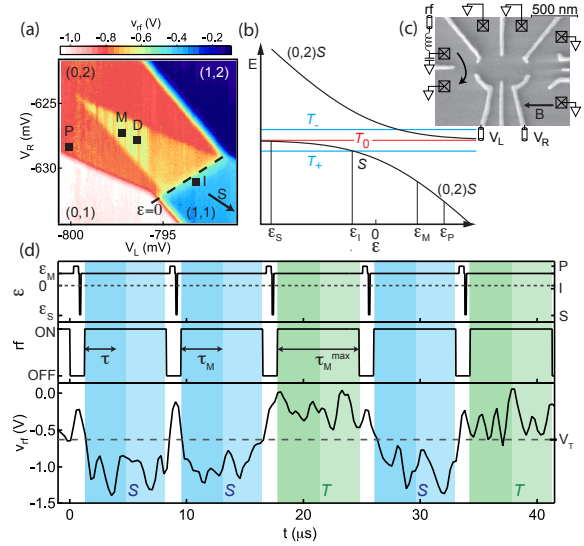 (a)
v_rf (V)
-1.0 -0.8 -0.6 -0.4 -0.2
(0,2)
(1,2)
M
D
P
I
S
ε=0
(0,1)
(1,1)
-625
-630
V_R (mV)
-800
-795
V_L (mV)
(b)
E
(0,2)S
T_-
T_0
T_+
S
(0,2)S
ε_S
ε_I
0
ε_M
ε_P
ε
(c)
rf
500 nm
B
V_L
V_R
(d)
ε
ε_M
0
ε_S
P
I
S
rf
ON
OFF
τ
τ_M
τ_M^max
v_rf (V)
0.0
-0.5
-1.0
-1.5
V_T
S
S
T
S
T
0
10
20
30
40
t (μs)